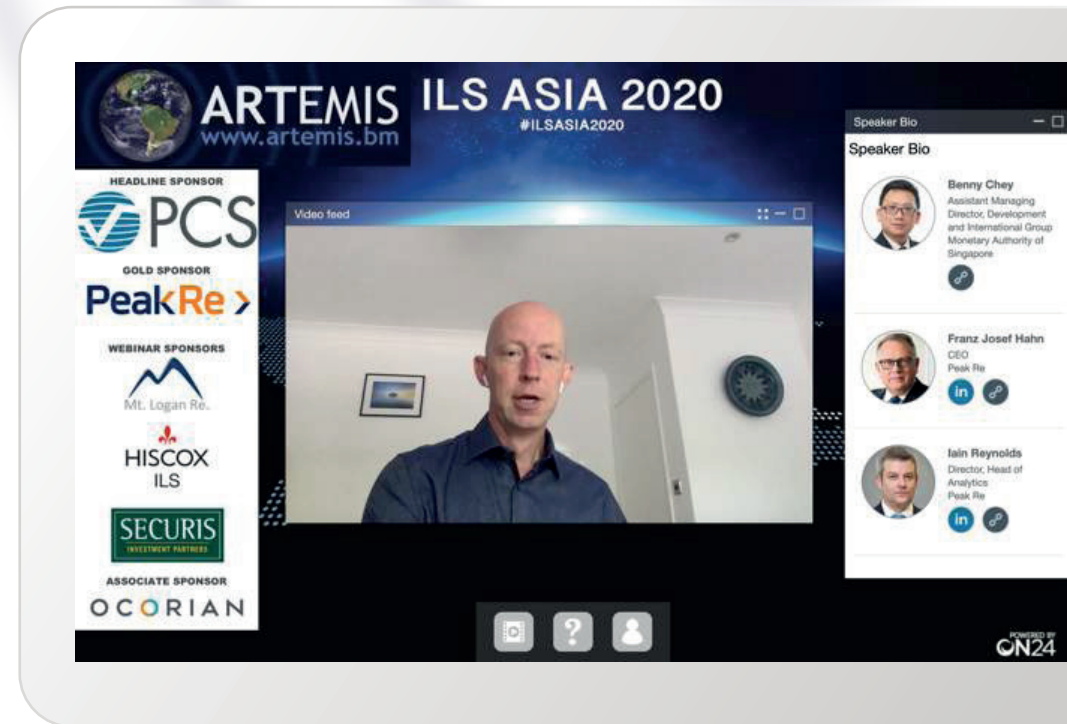 ARTEMIS
www.artemis.bm
ILS ASIA 2020
#ILSASIA2020
HEADLINE SPONSOR
PCS
GOLD SPONSOR
PeakRe
WEBINAR SPONSORS
Mt. Logan Re.
HISCOX
ILS
SECURIS
INVESTMENT PARTNERS
ASSOCIATE SPONSOR
OCORIAN
Video feed
Speaker Bio
Speaker Bio
Benny Chey
Assistant Managing
Director, Development
and International Group
Monetary Authority of
Singapore
Franz Josef Hahn
CEO
Peak Re
in
Iain Reynolds
Director, Head of
Analytics
Peak Re
in
?
POWERED BY
ON24